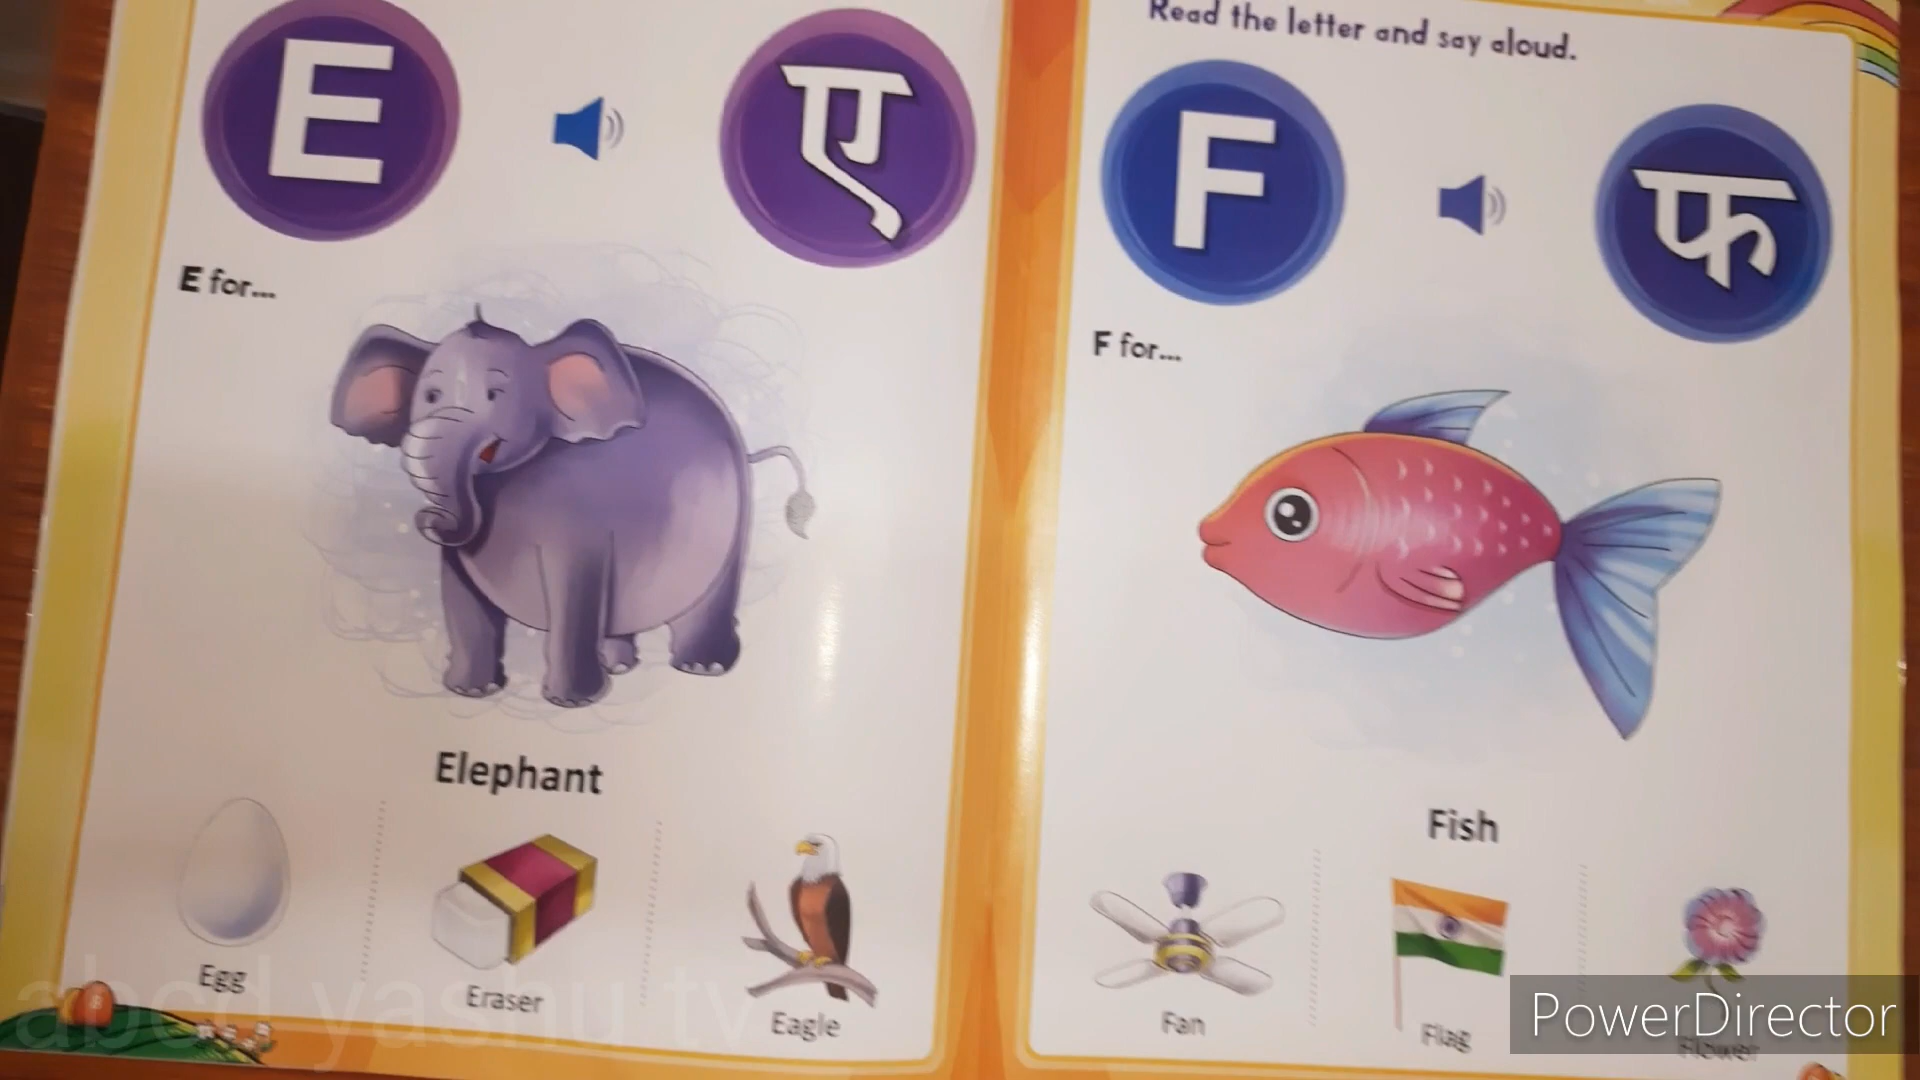 E
ए
E for...
Elephant
Egg
Eraser
Eagle
8
Read the letter and say aloud.
F
फ
F for...
Fish
Fan
Flag
Flower
abcd yashu tv
PowerDirector